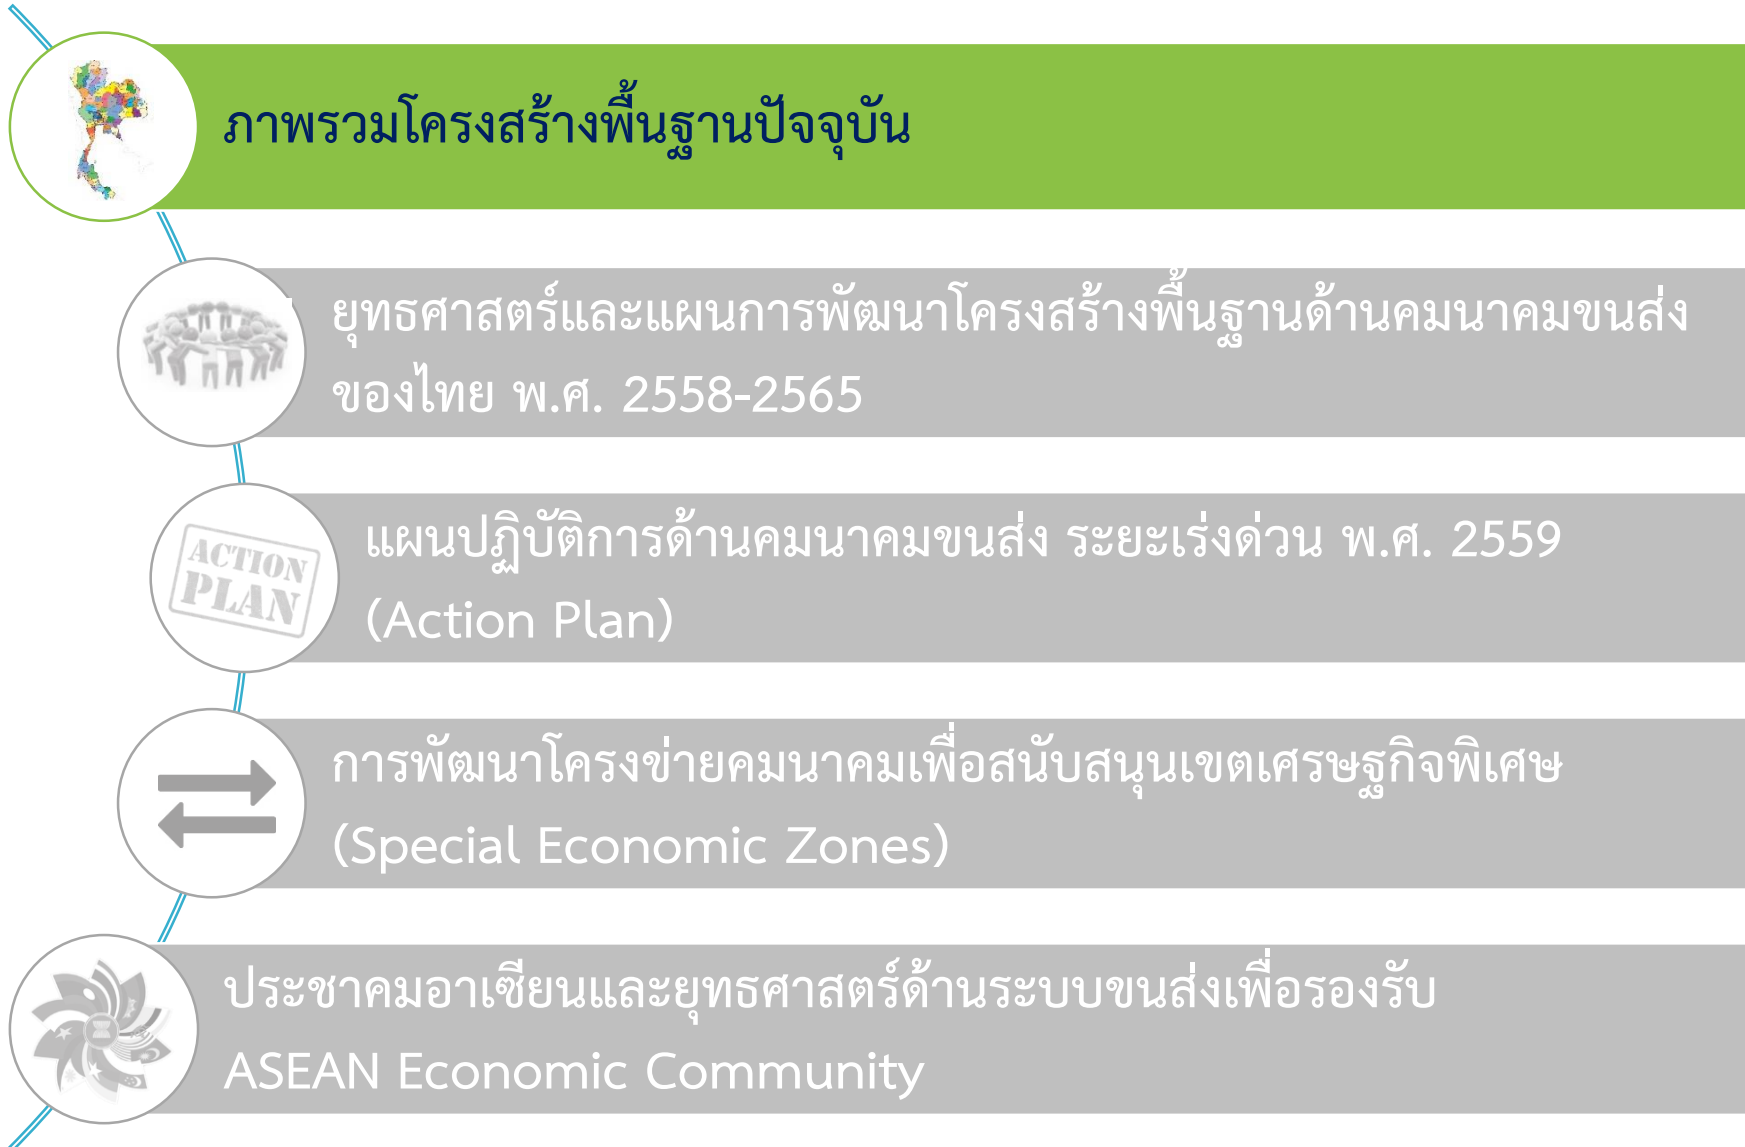 ภาพรวมโครงสร้างพื้นฐานปัจจุบัน
ยุทธศาสตร์และแผนการพัฒนาโครงสร้างพื้นฐานด้านคมนาคมขนส่ง
ของไทย พ.ศ. 2558-2565
ACTION
PLAN
แผนปฏิบัติการด้านคมนาคมขนส่ง ระยะเร่งด่วน พ.ศ. 2559
(Action Plan)
การพัฒนาโครงข่ายคมนาคมเพื่อสนับสนุนเขตเศรษฐกิจพิเศษ
(Special Economic Zones)
ประชาคมอาเซียนและยุทธศาสตร์ด้านระบบขนส่งเพื่อรองรับ
ASEAN Economic Community